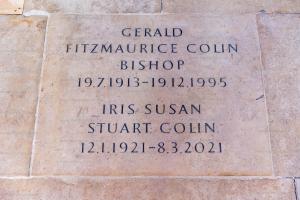 GERALD
FITZMAURICE COLIN
BISHOP
19.7.1913–19.12.1995
IRIS SUSAN
STUART COLIN
12.1.1921–8.3.2021